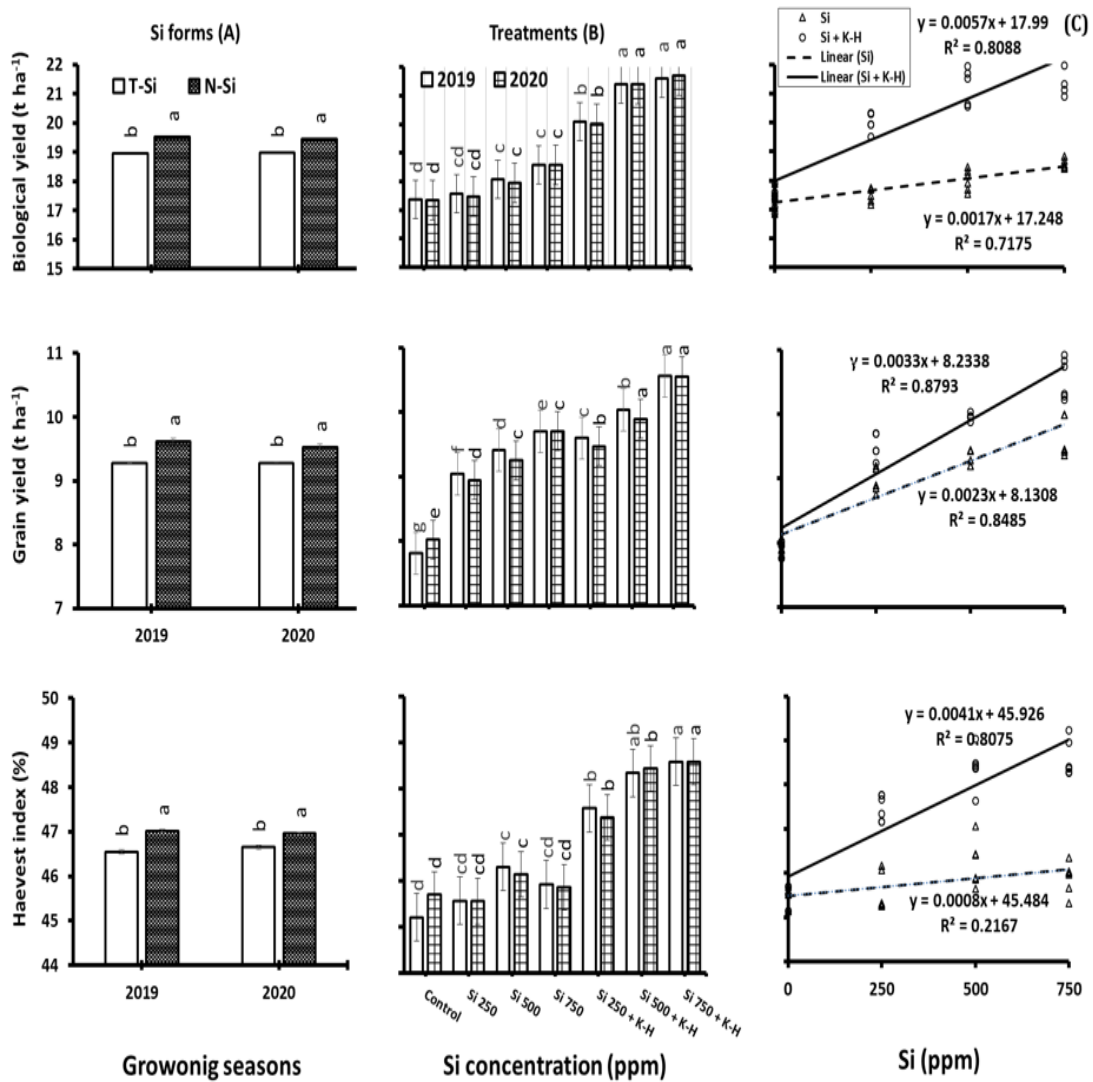 Si forms (A)
Treatments (B)
(C)
Si
Si + K-H
Linear (Si)
Linear (Si + K-H)
y = 0.0057x + 17.99
R² = 0.8088
Biological yield (t ha⁻¹)
22
21
20
19
18
17
16
15
T-Si N-Si
b a b a
2019 2020
d d cd cd c c c c b b a a a a
y = 0.0017x + 17.248
R² = 0.7175
Grain yield (t ha⁻¹)
11
10
9
8
7
b a b a
2019 2020
g e f d d c e c c b b a a a
y = 0.0033x + 8.2338
R² = 0.8793
y = 0.0023x + 8.1308
R² = 0.8485
Haevest index (%)
50
49
48
47
46
45
44
b a b a
2019 2020
d d cd cd c c cd cd b b ab b a a
Control
Si 250
Si 500
Si 750
Si 250 + K-H
Si 500 + K-H
Si 750 + K-H
y = 0.0041x + 45.926
R² = 0.8075
y = 0.0008x + 45.484
R² = 0.2167
0 250 500 750
Growonig seasons
Si concentration (ppm)
Si (ppm)